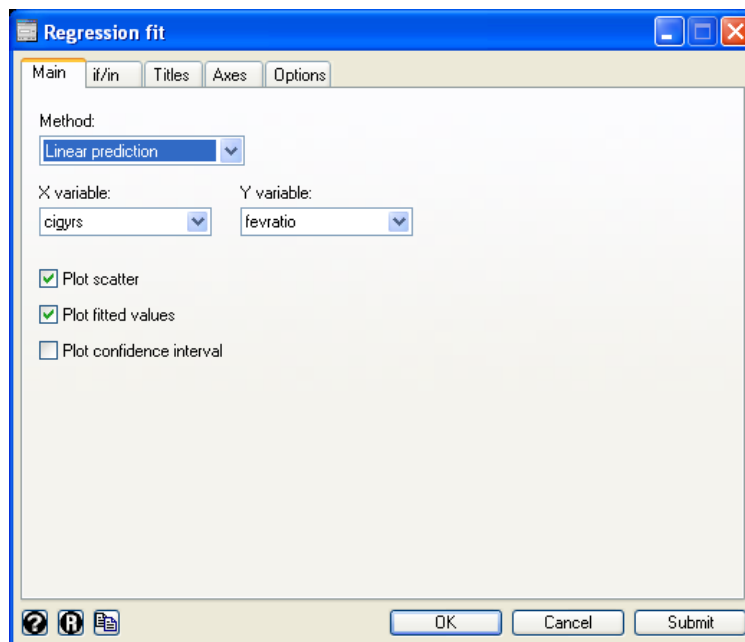 Regression fit
Main if/in Titles Axes Options
Method:
Linear prediction
X variable: Y variable:
cigyrs fevratio
Plot scatter
Plot fitted values
Plot confidence interval
? R OK Cancel Submit